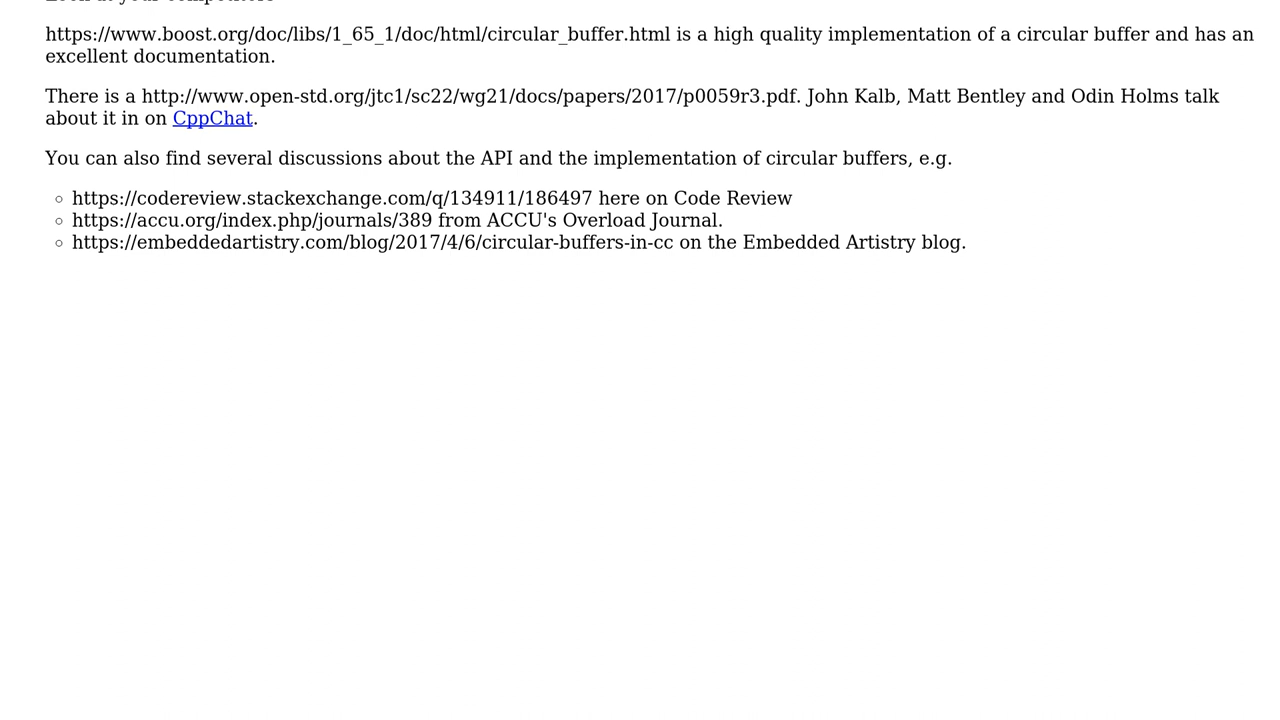 https://www.boost.org/doc/libs/1_65_1/doc/html/circular_buffer.html is a high quality implementation of a circular buffer and has an
excellent documentation.
There is a http://www.open-std.org/jtc1/sc22/wg21/docs/papers/2017/p0059r3.pdf. John Kalb, Matt Bentley and Odin Holms talk
about it in on CppChat.
You can also find several discussions about the API and the implementation of circular buffers, e.g.
https://codereview.stackexchange.com/q/134911/186497 here on Code Review
https://accu.org/index.php/journals/389 from ACCU's Overload Journal.
https://embeddedartistry.com/blog/2017/4/6/circular-buffers-in-cc on the Embedded Artistry blog.